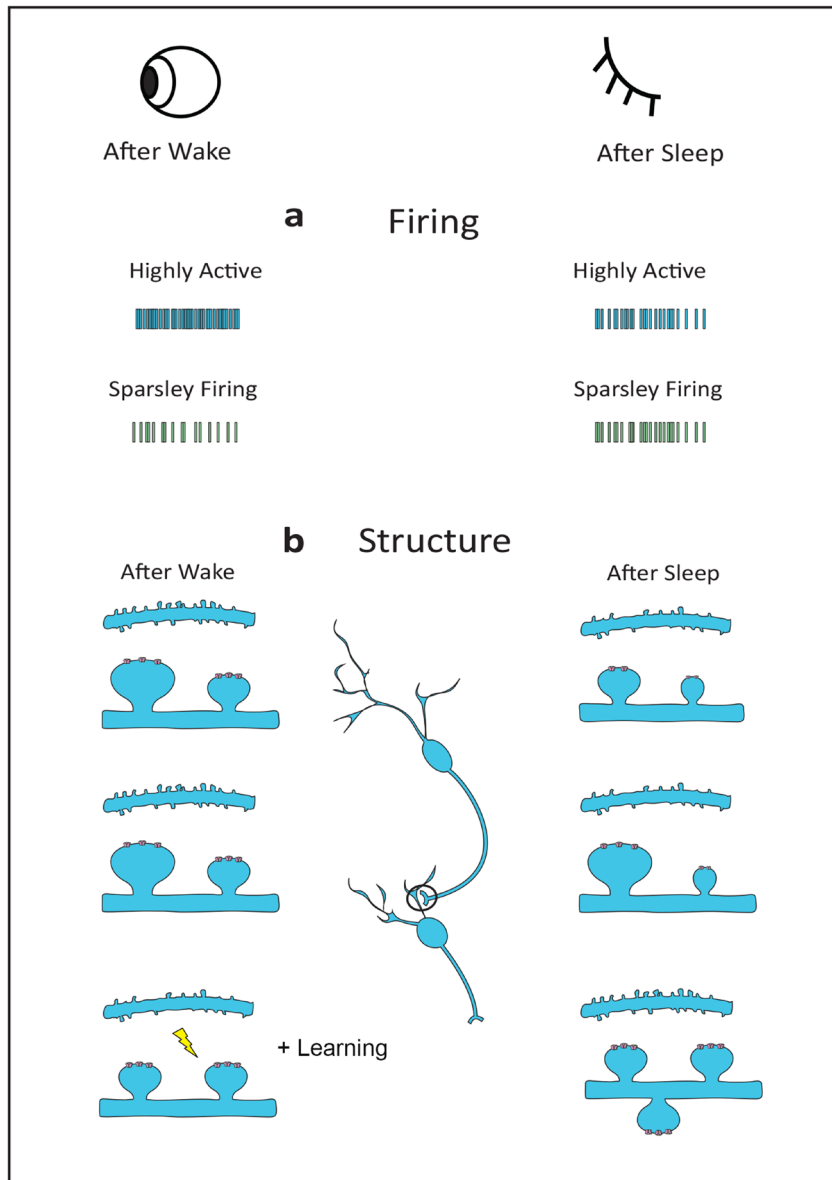 After Wake
After Sleep
a Firing
Highly Active
Highly Active
Sparsley Firing
Sparsley Firing
b Structure
After Wake
After Sleep
+ Learning